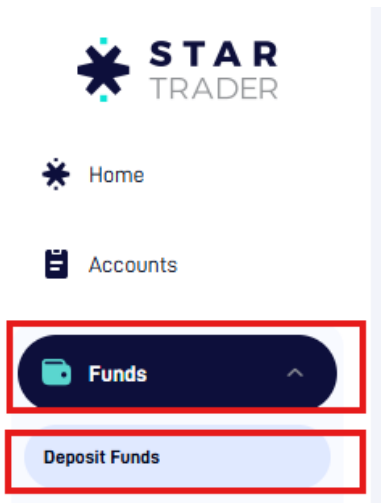 STAR
TRADER
Home
Accounts
Funds
Deposit Funds